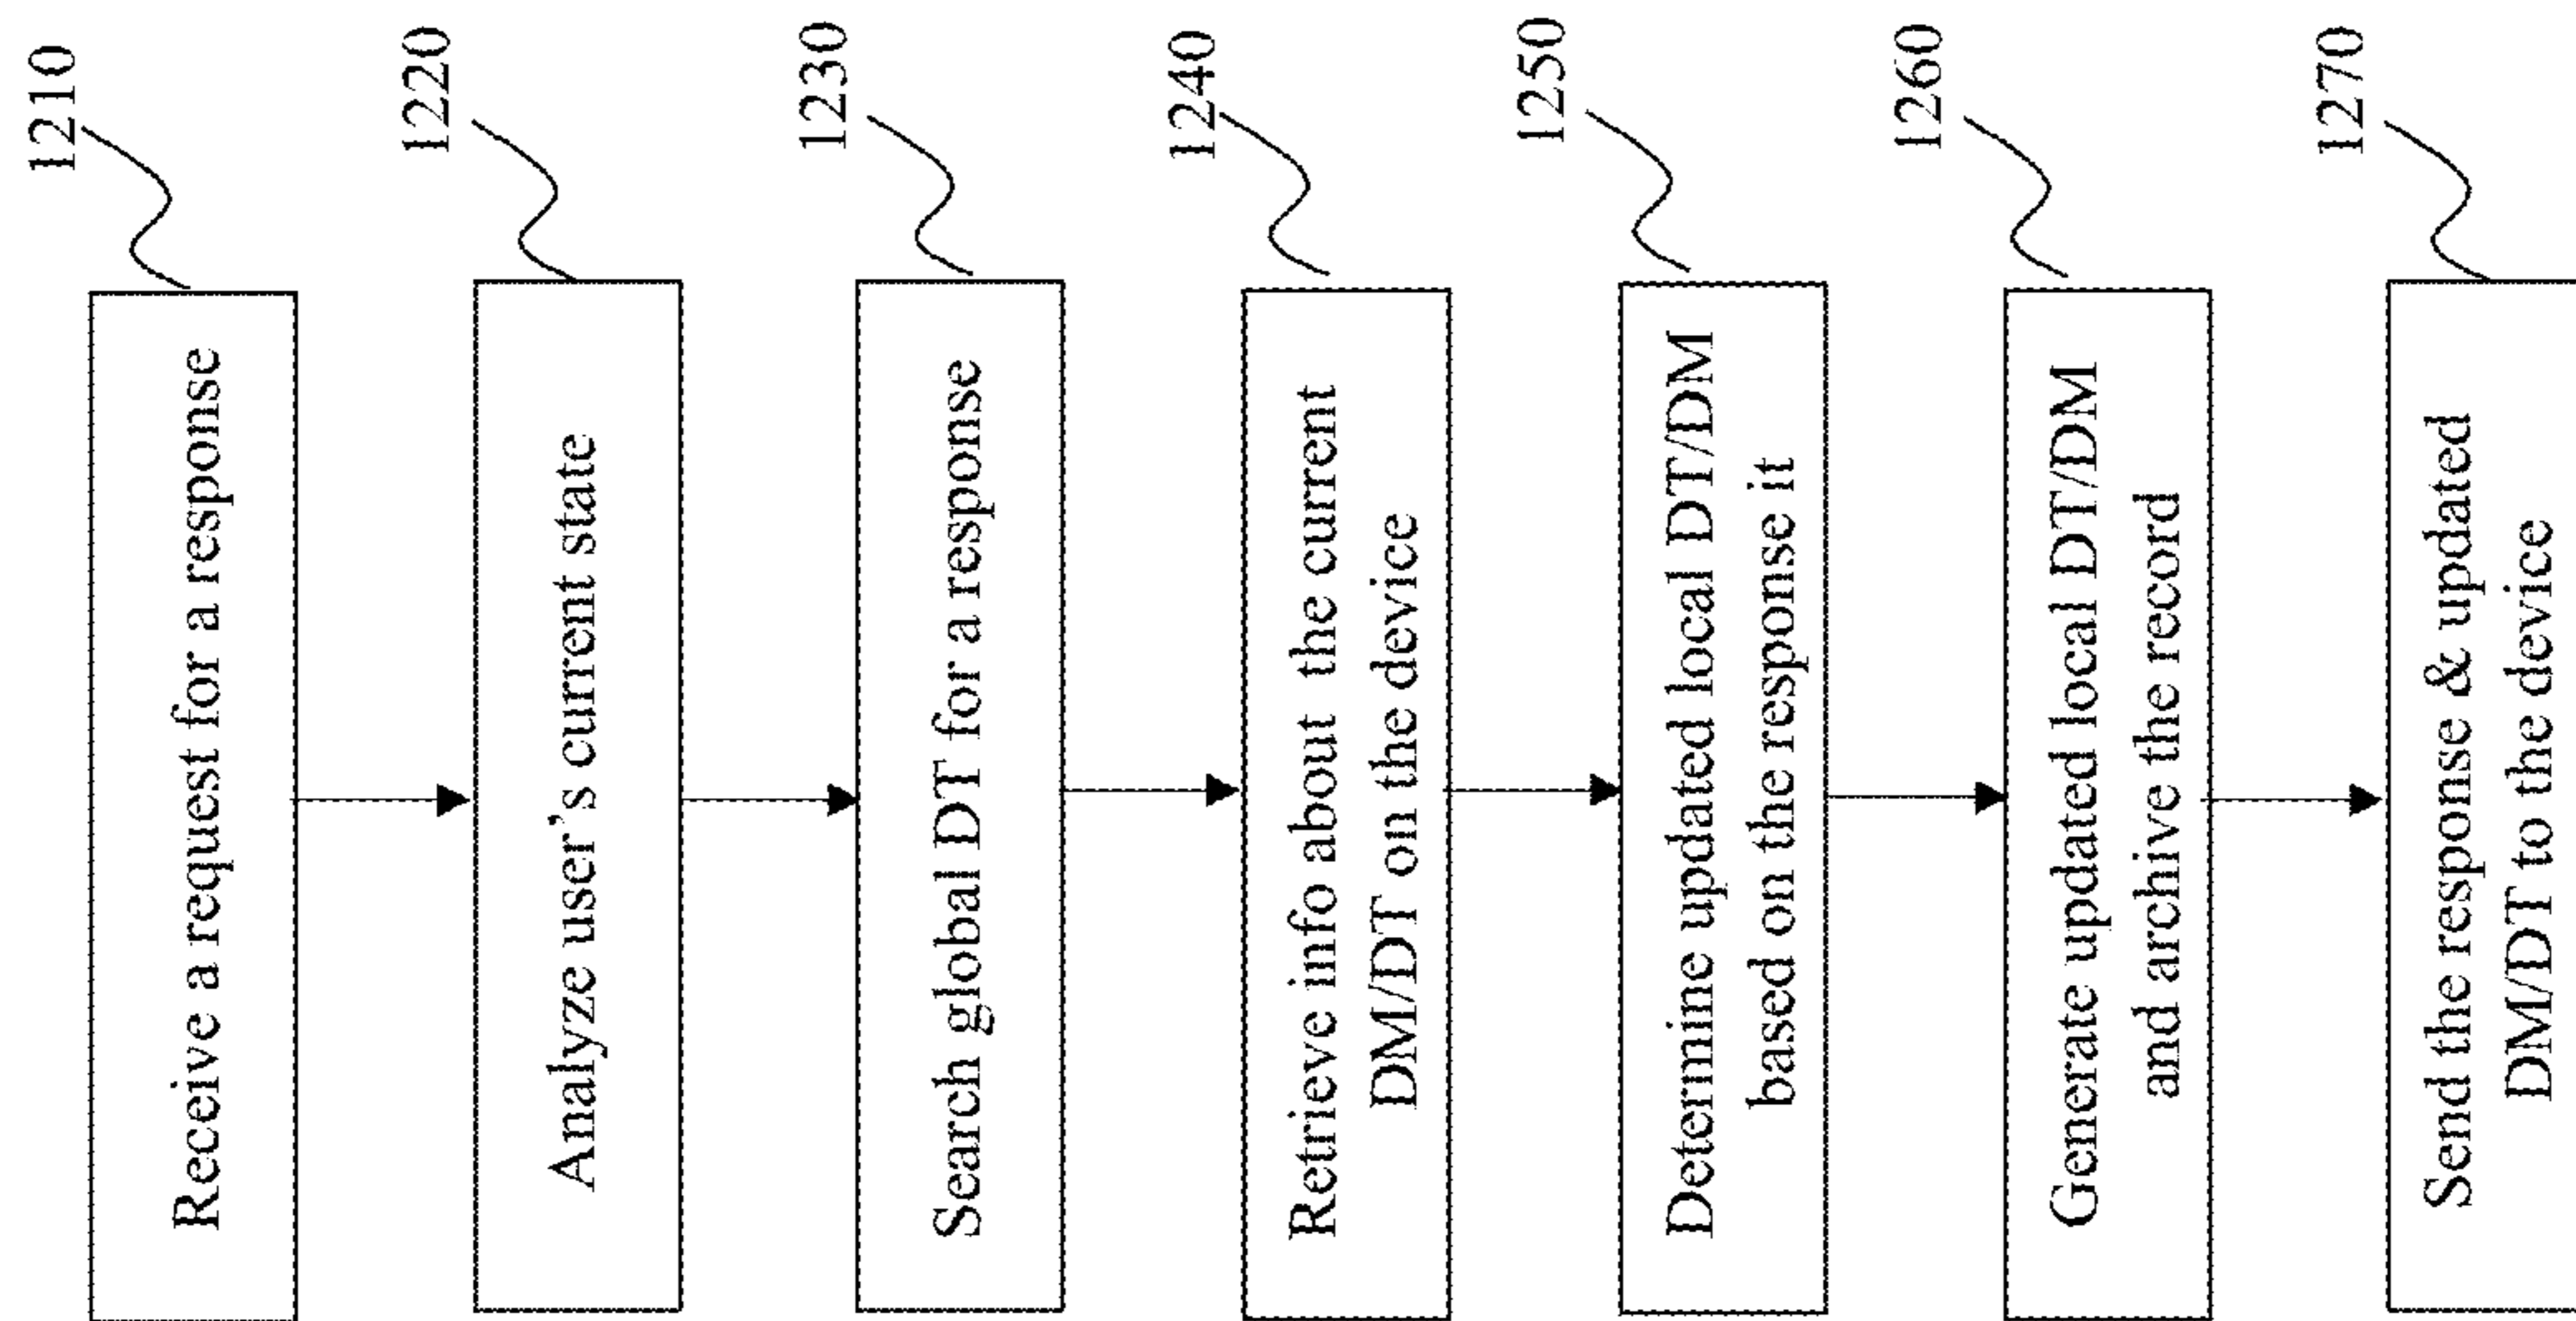 1210
Receive a request for a response
1220
Analyze user's current state
1230
Search global DT for a response
1240
Retrieve info about the current
DM/DT on the device
1250
Determine updated local DT/DM
based on the response it
1260
Generate updated local DT/DM
and archive the record
1270
Send the response & updated
DM/DT to the device